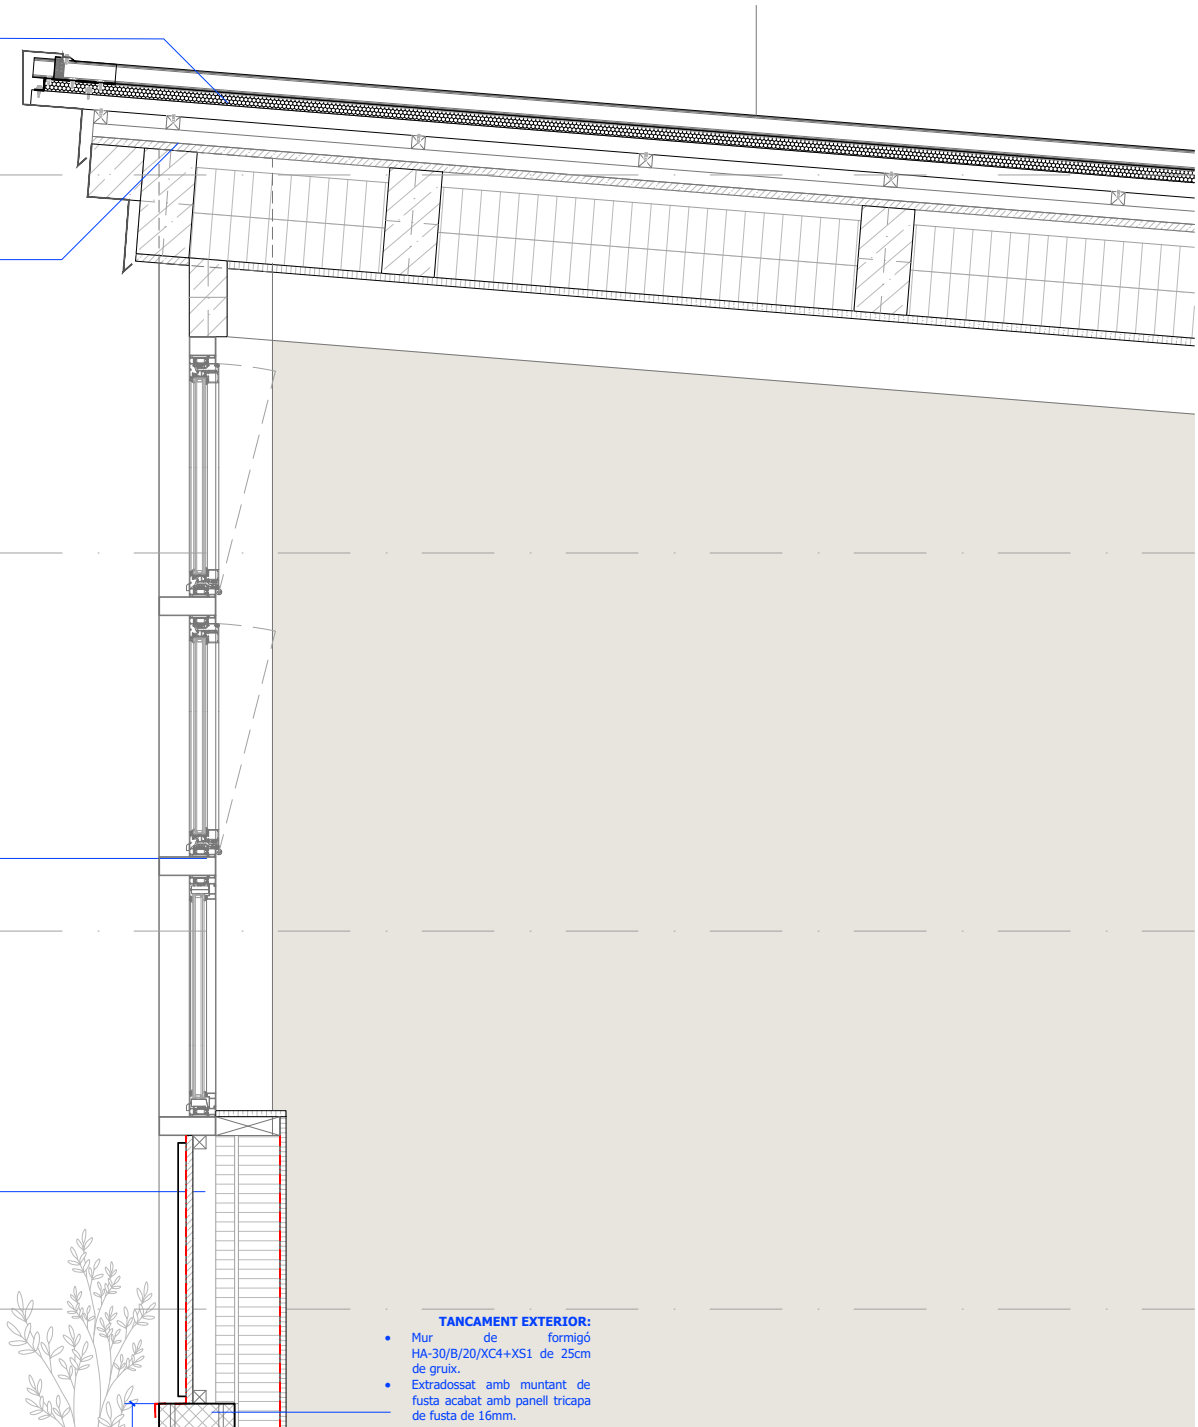 TANCAMENT EXTERIOR:
• Mur de formigó
HA-30/B/20/XC4+XS1 de 25cm
de gruix.
• Extradossat amb muntant de
fusta acabat amb panell tricapa
de fusta de 16mm.